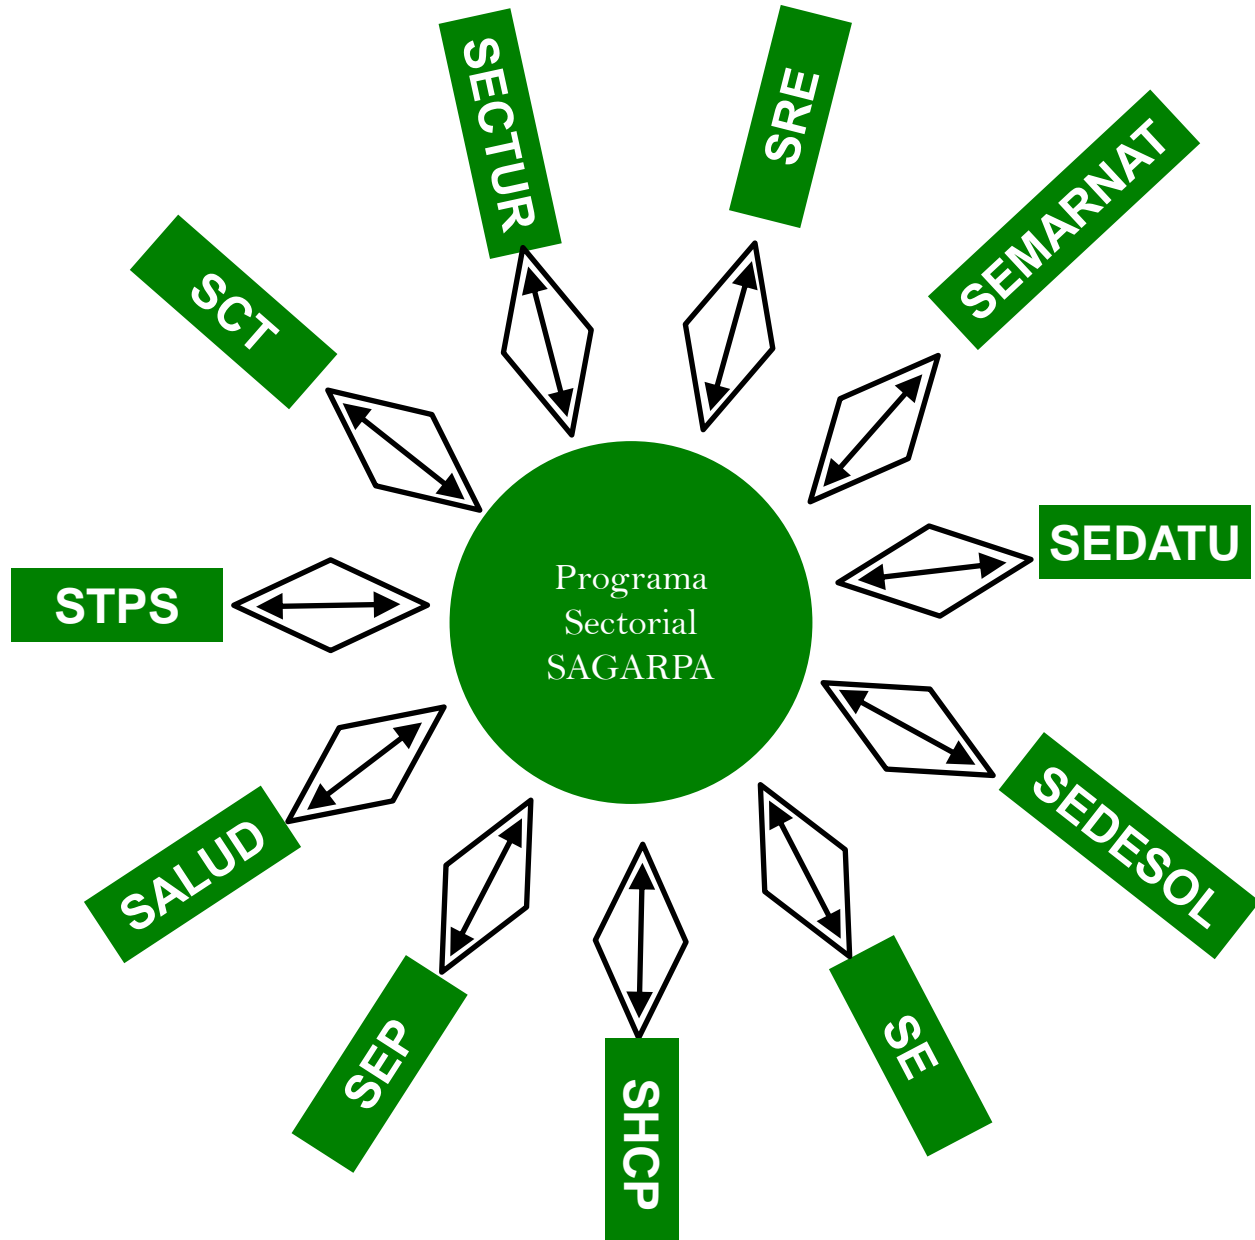 SECTUR
SRE
SEMARNAT
SCT
SEDATU
STPS
Programa
Sectorial
SAGARPA
SEDESOL
SALUD
SE
SEP
SHCP